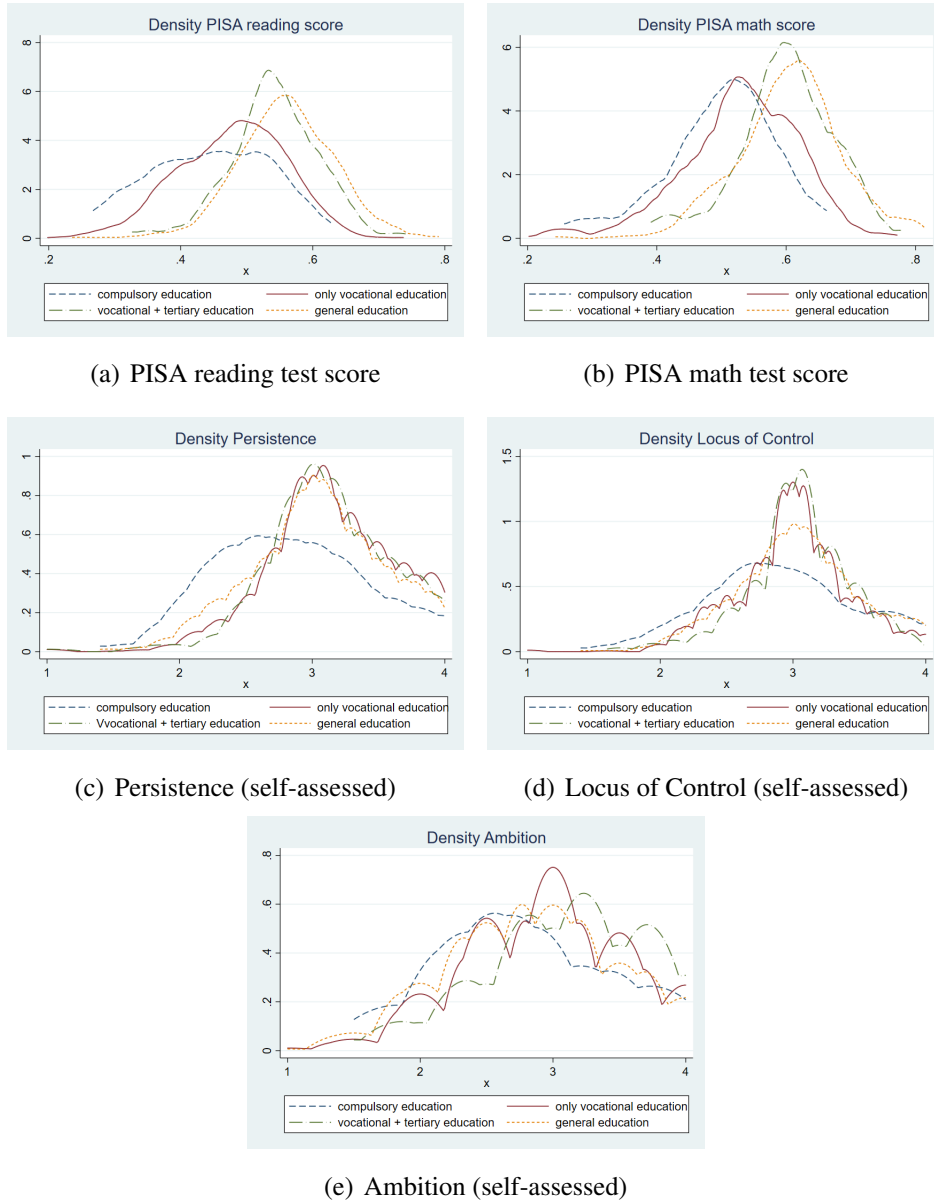 Density PISA reading score
0 2 4 6 8
.2 .4 .6 .8
x
compulsory education only vocational education
vocational + tertiary education general education
(a) PISA reading test score
Density PISA math score
0 2 4 6
.2 .4 .6 .8
x
compulsory education only vocational education
vocational + tertiary education general education
(b) PISA math test score
Density Persistence
0 .2 .4 .6 .8 1
1 2 3 4
x
compulsory education only vocational education
Vvocational + tertiary education general education
(c) Persistence (self-assessed)
Density Locus of Control
0 .5 1 1.5
1 2 3 4
x
compulsory education only vocational education
vocational + tertiary education general education
(d) Locus of Control (self-assessed)
Density Ambition
0 .2 .4 .6 .8
1 2 3 4
x
compulsory education only vocational education
vocational + tertiary education general education
(e) Ambition (self-assessed)